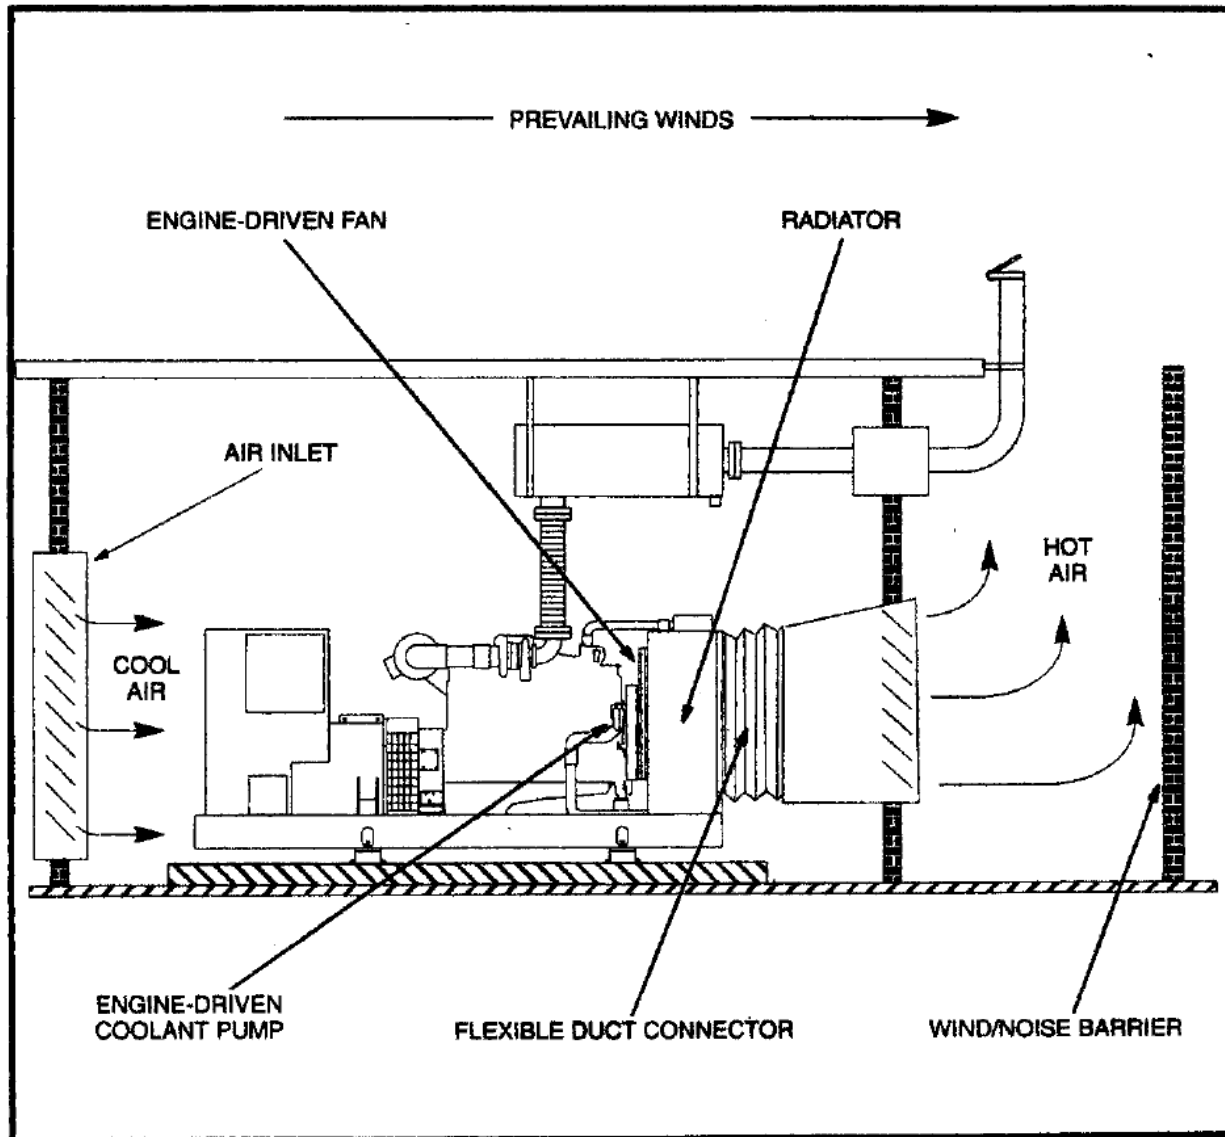 PREVAILING WINDS
ENGINE-DRIVEN FAN
RADIATOR
AIR INLET
HOT
AIR
COOL
AIR
ENGINE-DRIVEN
COOLANT PUMP
FLEXIBLE DUCT CONNECTOR
WIND/NOISE BARRIER